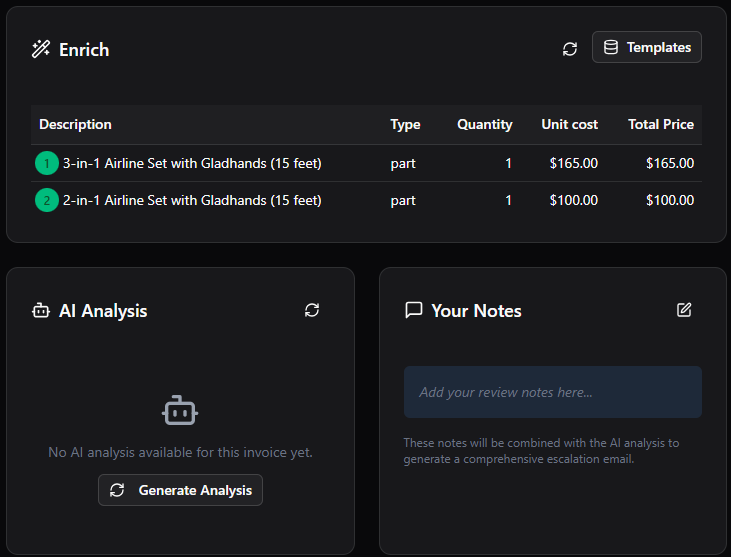 Enrich
Templates
Description Type Quantity Unit cost Total Price
1 3-in-1 Airline Set with Gladhands (15 feet) part 1 $165.00 $165.00
2 2-in-1 Airline Set with Gladhands (15 feet) part 1 $100.00 $100.00
AI Analysis
No AI analysis available for this invoice yet.
Generate Analysis
Your Notes
Add your review notes here...
These notes will be combined with the AI analysis to
generate a comprehensive escalation email.